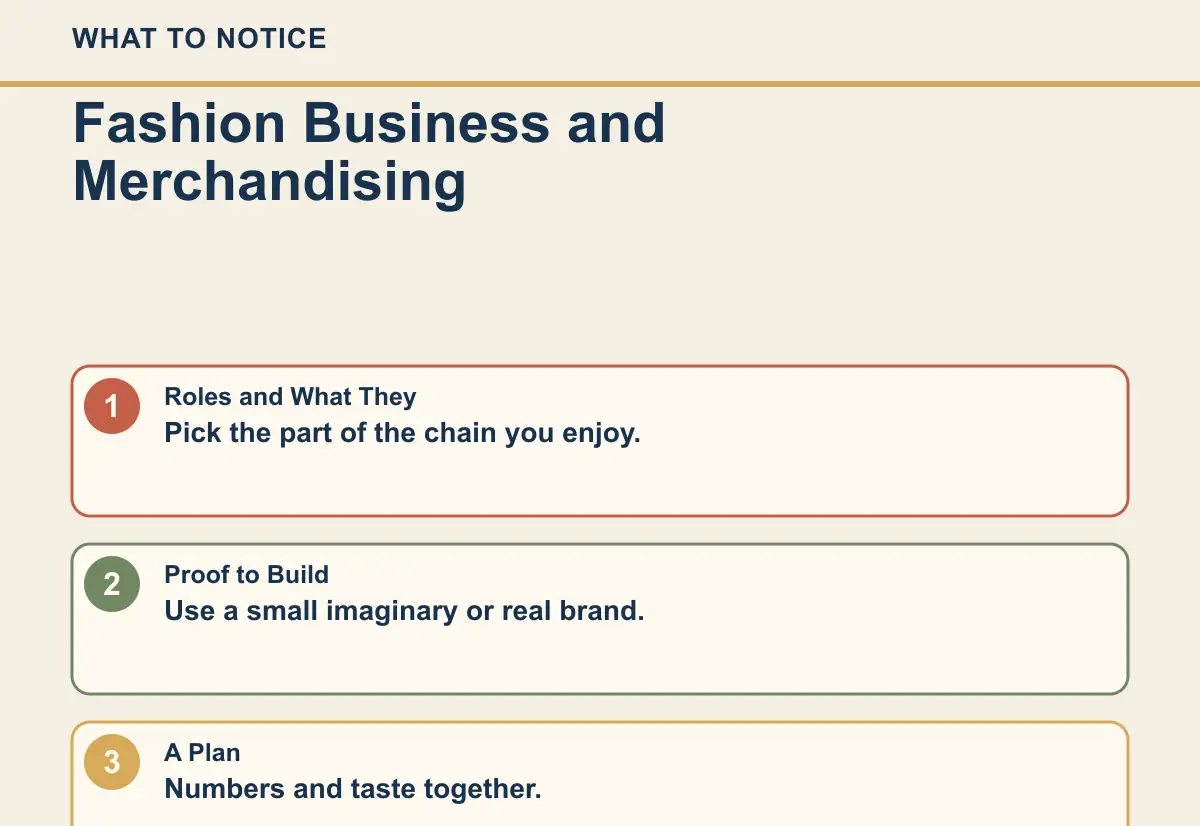 WHAT TO NOTICE
Fashion Business and
Merchandising
1
Roles and What They
Pick the part of the chain you enjoy.
2
Proof to Build
Use a small imaginary or real brand.
3
A Plan
Numbers and taste together.